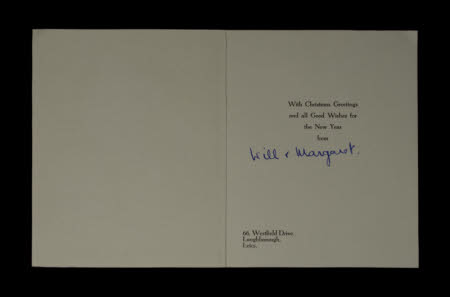 With Christmas Greetings
and all Good Wishes for
the New Year
from
Will & Margaret.
66, Westfield Drive,
Loughborough,
Leics.